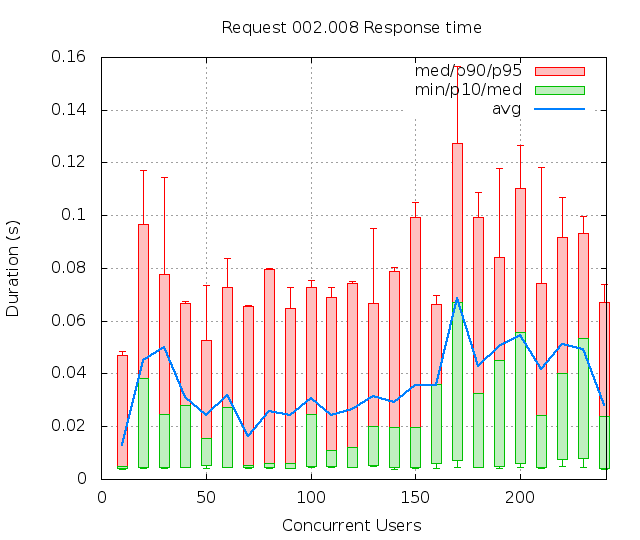 Request 002.008 Response time
0.16
0.14
0.12
0.1
0.08
0.06
0.04
0.02
0
Duration (s)
med/p90/p95
min/p10/med
avg
0 50 100 150 200
Concurrent Users